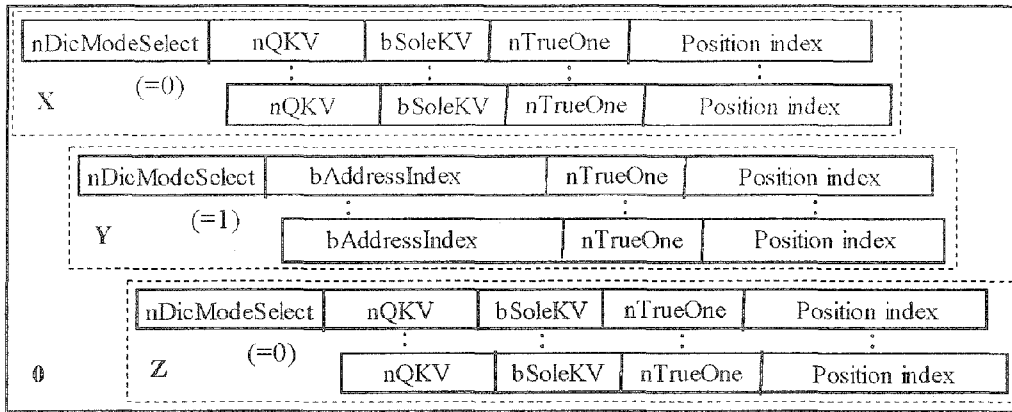 nDicModeSelect nQKV bSoleKV nTrueOne Position index
(=0)
X nQKV bSoleKV nTrueOne Position index
nDicModeSelect bAddressIndex nTrueOne Position index
(=1)
Y bAddressIndex nTrueOne Position index
nDicModeSelect nQKV bSoleKV nTrueOne Position index
(=0)
0 Z nQKV bSoleKV nTrueOne Position index